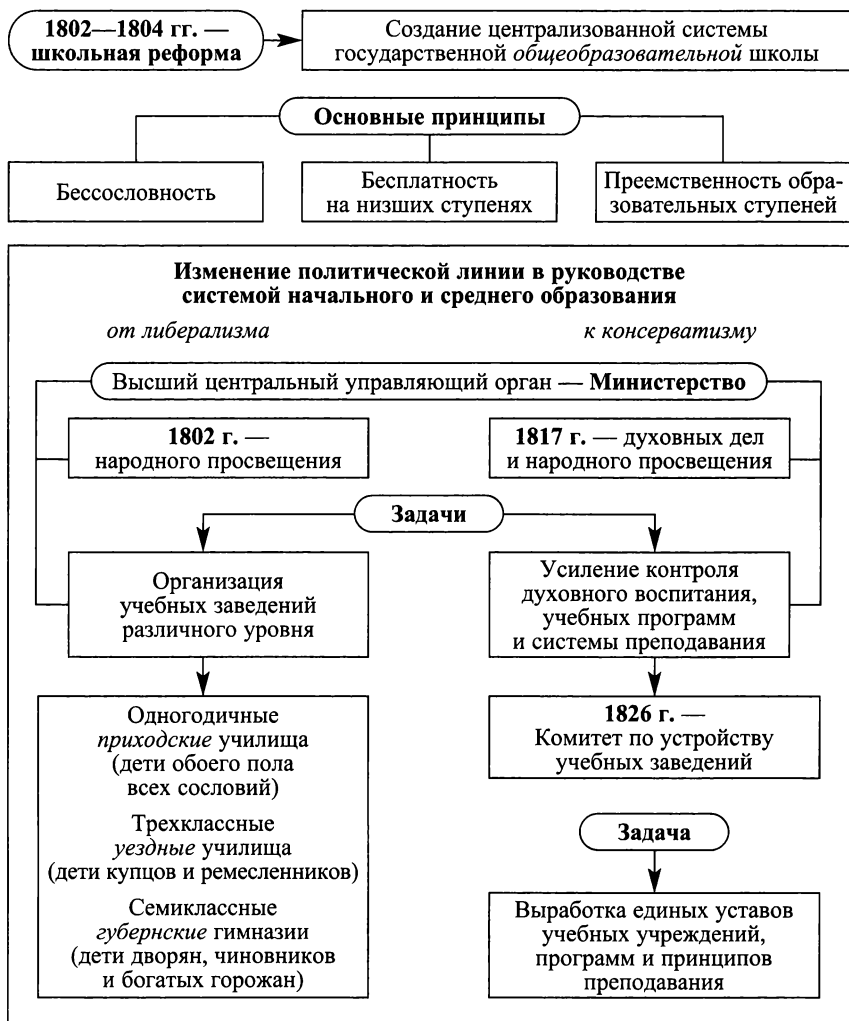 1802—1804 гг. —
школьная реформа
Создание централизованной системы
государственной общеобразовательной школы
Основные принципы
Бессословность
Бесплатность
на низших ступенях
Преемственность обра-
зовательных ступеней
Изменение политической линии в руководстве
системой начального и среднего образования
от либерализма
к консерватизму
Высший центральный управляющий орган — Министерство
1802 г. —
народного просвещения
1817 г. — духовных дел
и народного просвещения
Задачи
Организация
учебных заведений
различного уровня
Усиление контроля
духовного воспитания,
учебных программ
и системы преподавания
Одногодичные
приходские училища
(дети обоего пола
всех сословий)
Трехклассные
уездные училища
(дети купцов и ремесленников)
Семиклассные
губернские гимназии
(дети дворян, чиновников
и богатых горожан)
1826 г. —
Комитет по устройству
учебных заведений
Задача
Выработка единых уставов
учебных учреждений,
программ и принципов
преподавания